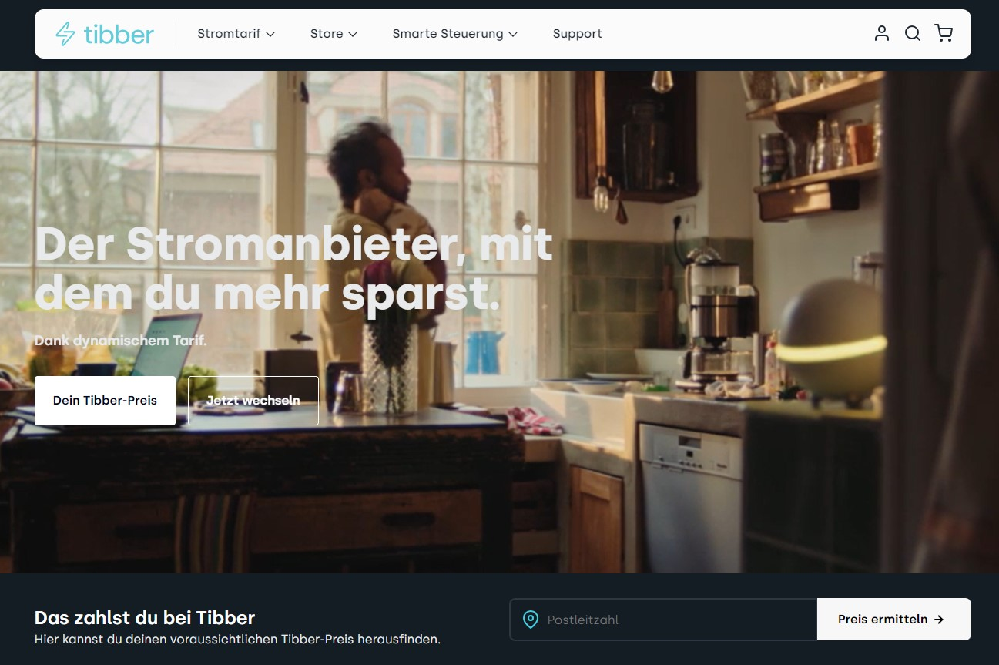 tibber
Stromtarif
Store
Smarte Steuerung
Support
Der Stromanbieter, mit
dem du mehr sparst.
Dank dynamischem Tarif.
Dein Tibber-Preis
Jetzt wechseln
Das zahlst du bei Tibber
Hier kannst du deinen voraussichtlichen Tibber-Preis herausfinden.
Postleitzahl
Preis ermitteln →